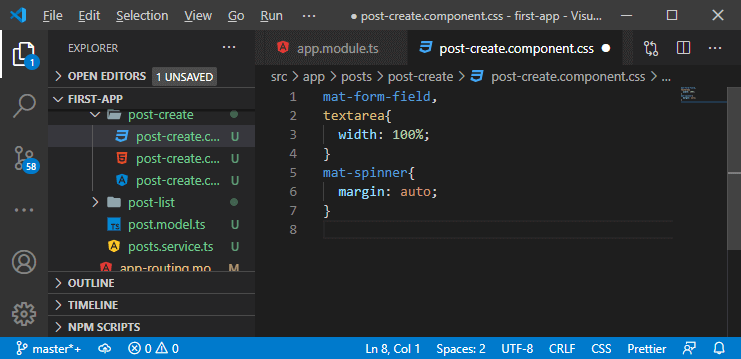 File Edit Selection View Go Run ··· ● post-create.component.css - first-app - Visu...
EXPLORER ···
app.module.ts post-create.component.css ● ···
OPEN EDITORS 1 UNSAVED
src > app > posts > post-create > post-create.component.css > ...
FIRST-APP
post-create
post-create.c... U
post-create.c... U
post-create.c... U
post-list
post.model.ts U
posts.service.ts U
app-routing.mo... M
OUTLINE
TIMELINE
NPM SCRIPTS
1
58
1 mat-form-field,
2 textarea{
3 width: 100%;
4 }
5 mat-spinner{
6 margin: auto;
7 }
8
master*+ 0 0 Ln 8, Col 1 Spaces: 2 UTF-8 CRLF CSS Prettier